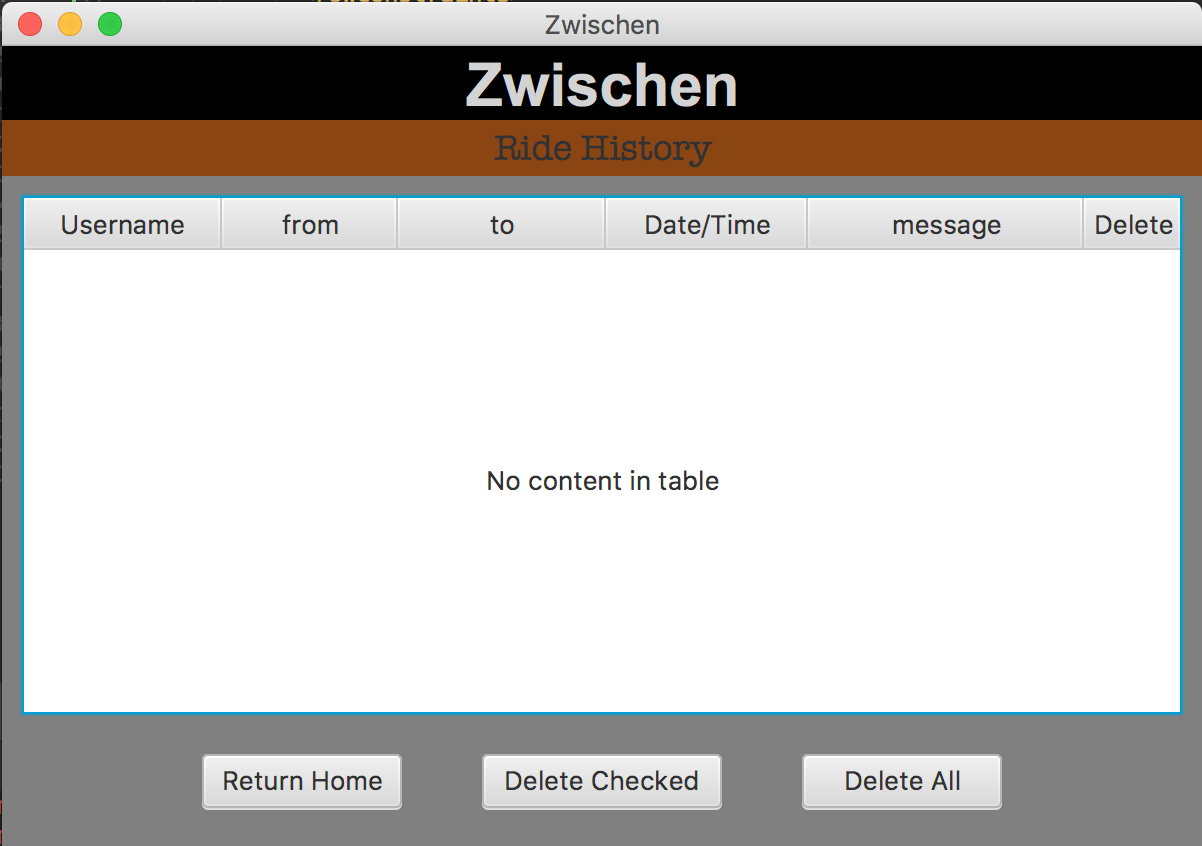 Zwischen
Zwischen
Ride History
Username from to Date/Time message Delete
No content in table
Return Home Delete Checked Delete All